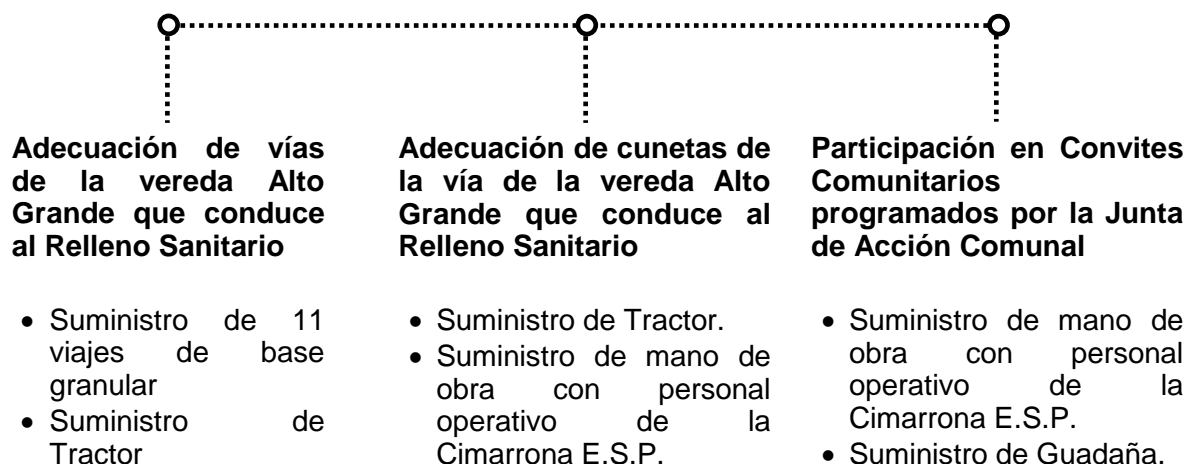 Adecuación de vías
de la vereda Alto
Grande que conduce
al Relleno Sanitario
• Suministro de 11
viajes de base
granular
• Suministro de
Tractor
Adecuación de cunetas de
la vía de la vereda Alto
Grande que conduce al
Relleno Sanitario
• Suministro de Tractor.
• Suministro de mano de
obra con personal
operativo de la
Cimarrona E.S.P.
Participación en Convites
Comunitarios
programados por la Junta
de Acción Comunal
• Suministro de mano de
obra con personal
operativo de la
Cimarrona E.S.P.
• Suministro de Guadaña.